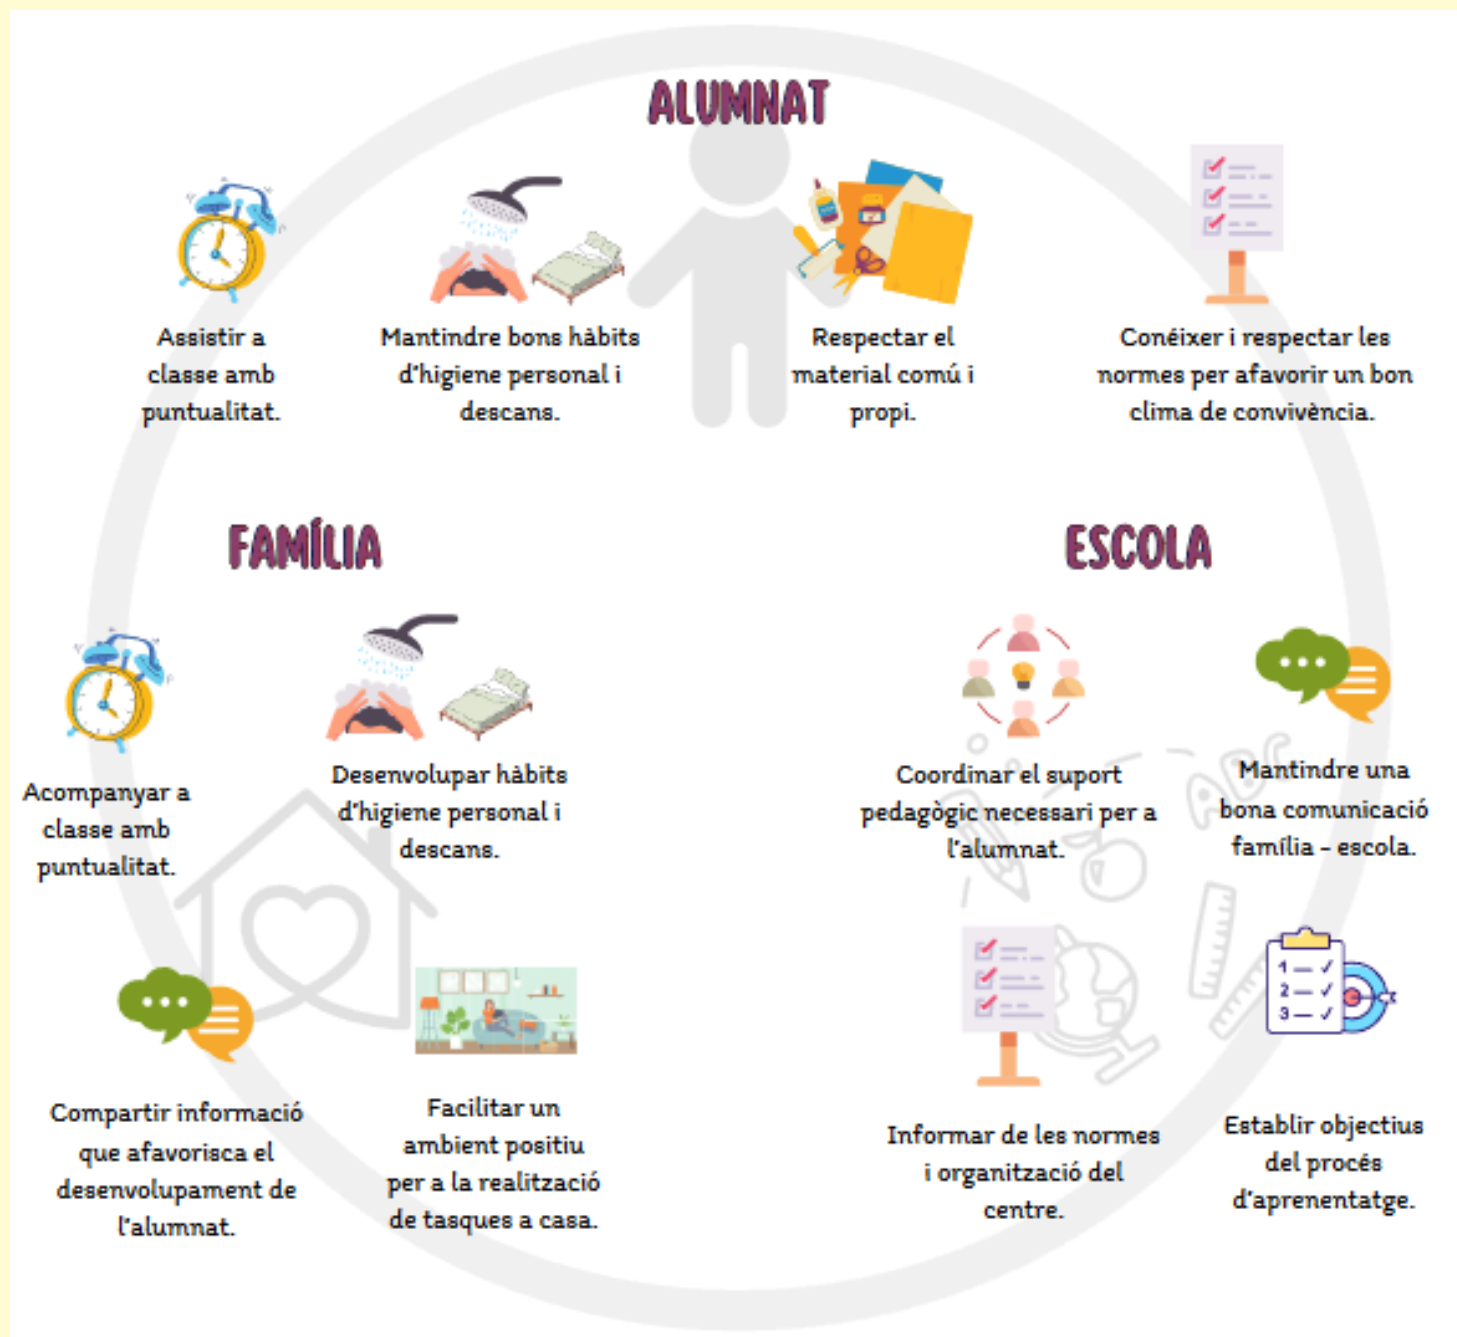 ALUMNAT
Assistir a
classe amb
puntualitat.
Mantindre bons hàbits
d'higiene personal i
descans.
Respectar el
material comú i
propi.
Conéixer i respectar les
normes per afavorir un bon
clima de convivència.
FAMÍLIA
Acompanyar a
classe amb
puntualitat.
Desenvolupar hàbits
d'higiene personal i
descans.
Compartir informació
que afavorisca el
desenvolupament de
l'alumnat.
Facilitar un
ambient positiu
per a la realització
de tasques a casa.
ESCOLA
Coordinar el suport
pedagògic necessari per a
l'alumnat.
Mantindre una
bona comunicació
família - escola.
ABC
Informar de les normes
i organització del
centre.
1
2
3
Establir objectius
del procés
d'aprenentatge.